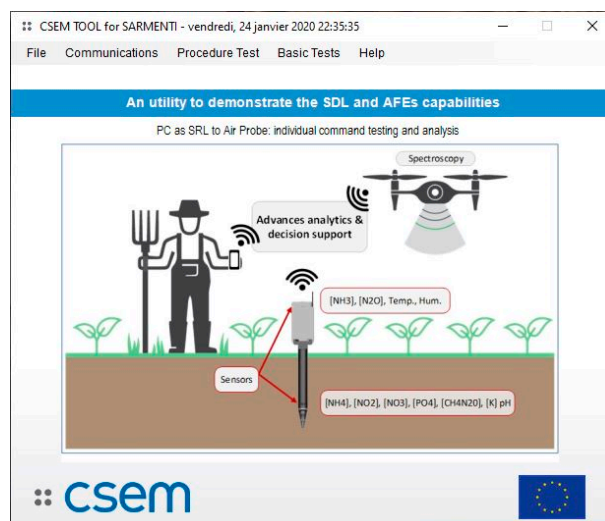 CSEM TOOL for SARMENTI - vendredi, 24 janvier 2020 22:35:35
File Communications Procedure Test Basic Tests Help
An utility to demonstrate the SDL and AFEs capabilities
PC as SRL to Air Probe: individual command testing and analysis
Spectroscopy
Advances analytics &
decision support
[NH3], [N2O), Temp., Hum.
Sensors
[NH4], [NO2], [NO3], [PO4], [CH4N20], [K] pH
csem